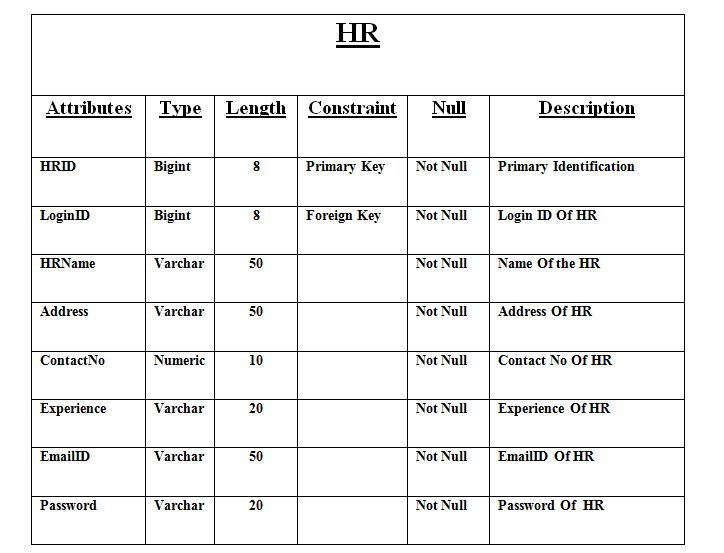 HR
Attributes Type Length Constraint Null Description
HRID Bigint 8 Primary Key Not Null Primary Identification
LoginID Bigint 8 Foreign Key Not Null Login ID Of HR
HRName Varchar 50 Not Null Name Of the HR
Address Varchar 50 Not Null Address Of HR
ContactNo Numeric 10 Not Null Contact No Of HR
Experience Varchar 20 Not Null Experience Of HR
EmailID Varchar 50 Not Null EmailID Of HR
Password Varchar 20 Not Null Password Of HR